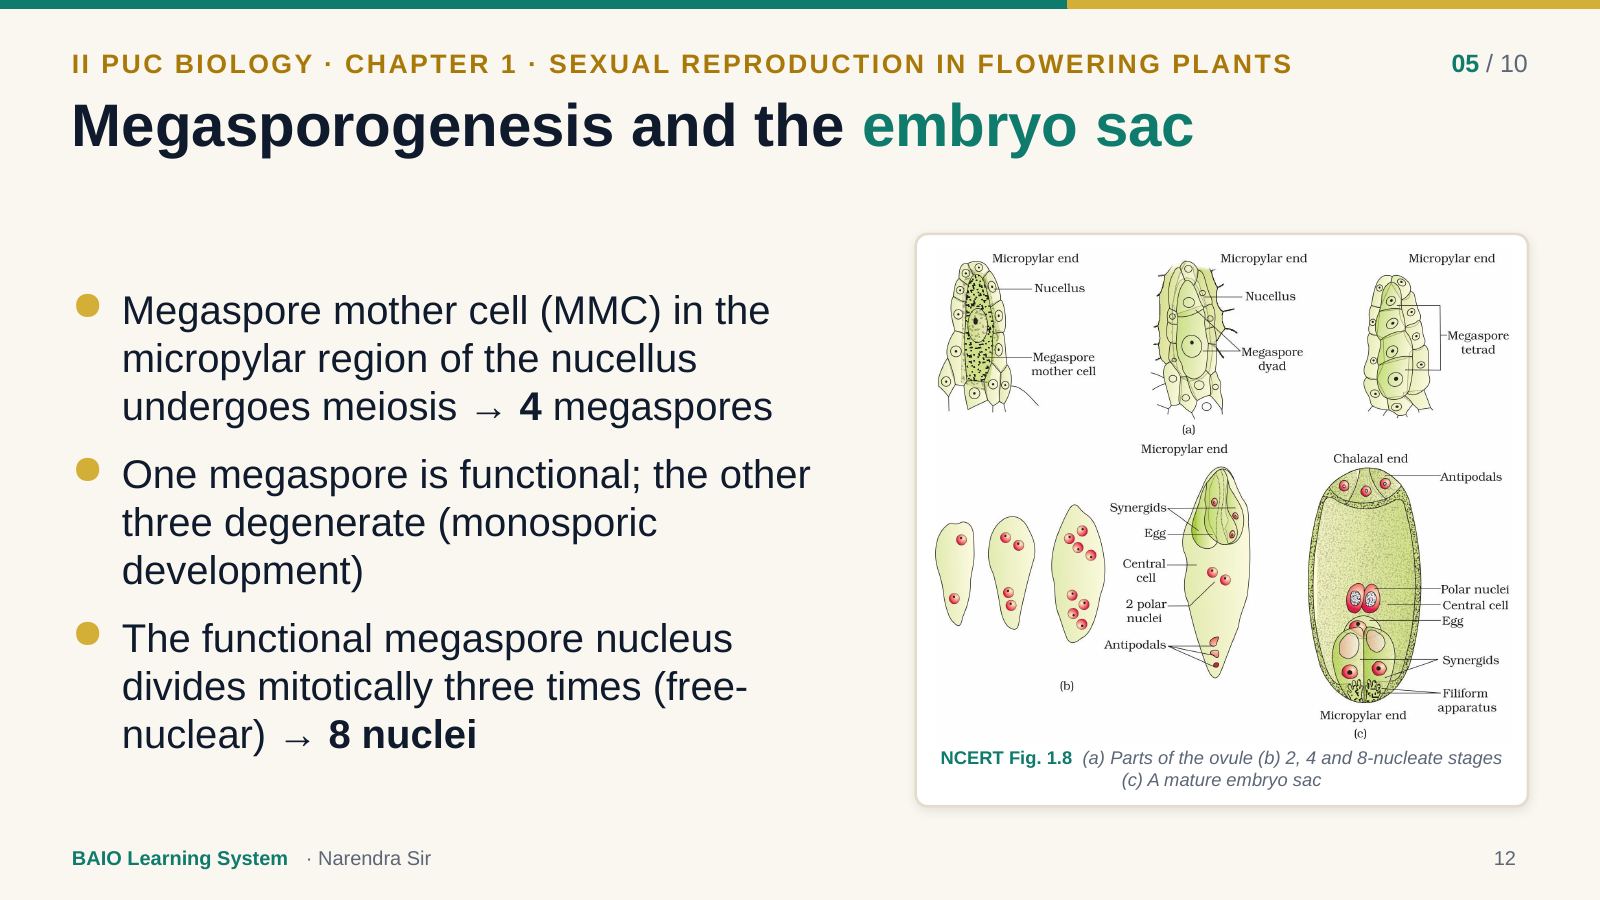 II PUC BIOLOGY · CHAPTER 1 · SEXUAL REPRODUCTION IN FLOWERING PLANTS
05 / 10
Megasporogenesis and the embryo sac
Megaspore mother cell (MMC) in the
micropylar region of the nucellus
undergoes meiosis → 4 megaspores
One megaspore is functional; the other
three degenerate (monosporic
development)
The functional megaspore nucleus
divides mitotically three times (free-
nuclear) → 8 nuclei
Micropylar end
Nucellus
Megaspore
mother cell
Micropylar end
Nucellus
Megaspore
dyad
Micropylar end
Megaspore
tetrad
(a)
Micropylar end
Synergids
Egg
Central
cell
2 polar
nuclei
Antipodals
(b)
Chalazal end
Antipodals
Polar nuclei
Central cell
Egg
Synergids
Filiform
apparatus
Micropylar end
(c)
NCERT Fig. 1.8 (a) Parts of the ovule (b) 2, 4 and 8-nucleate stages
(c) A mature embryo sac
BAIO Learning System · Narendra Sir
12